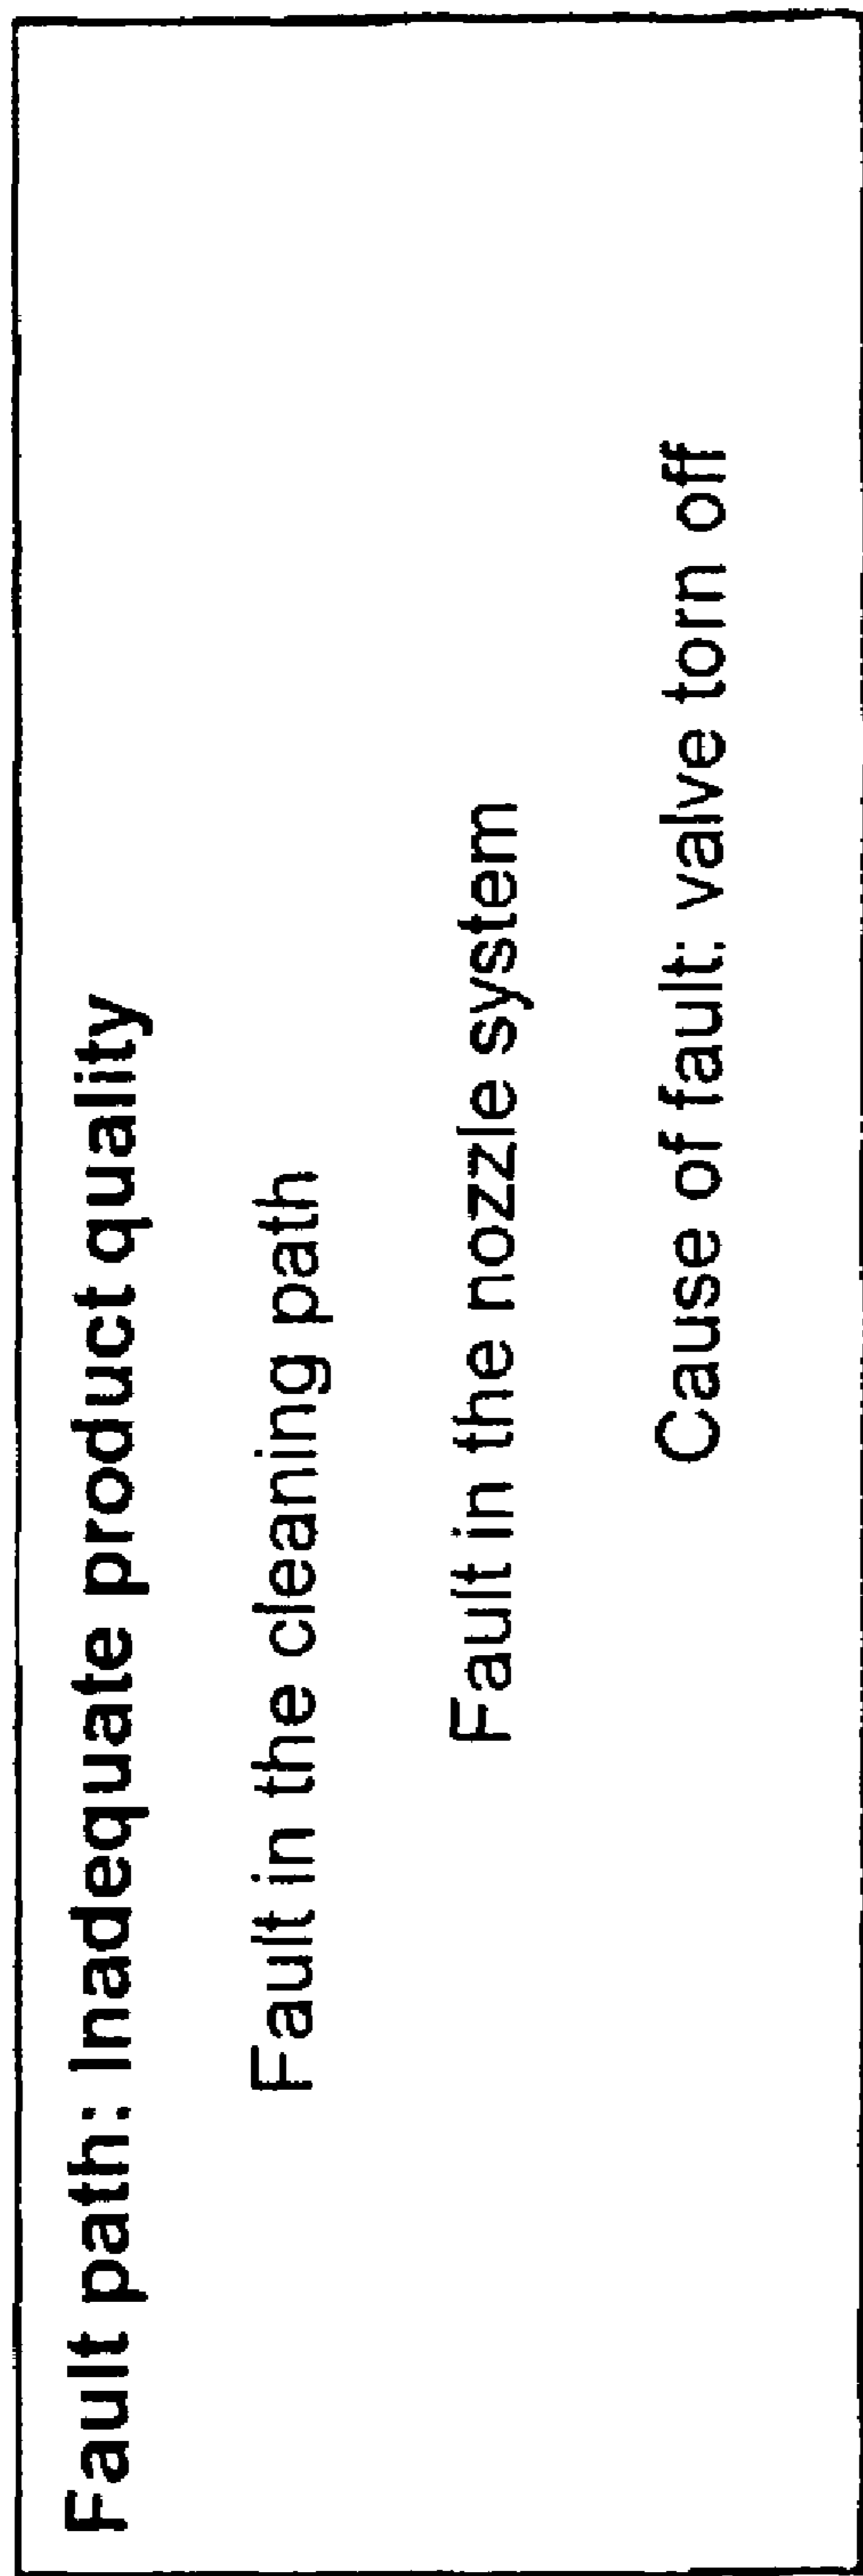 Fault path: Inadequate product quality
Fault in the cleaning path
Fault in the nozzle system
Cause of fault: valve torn off